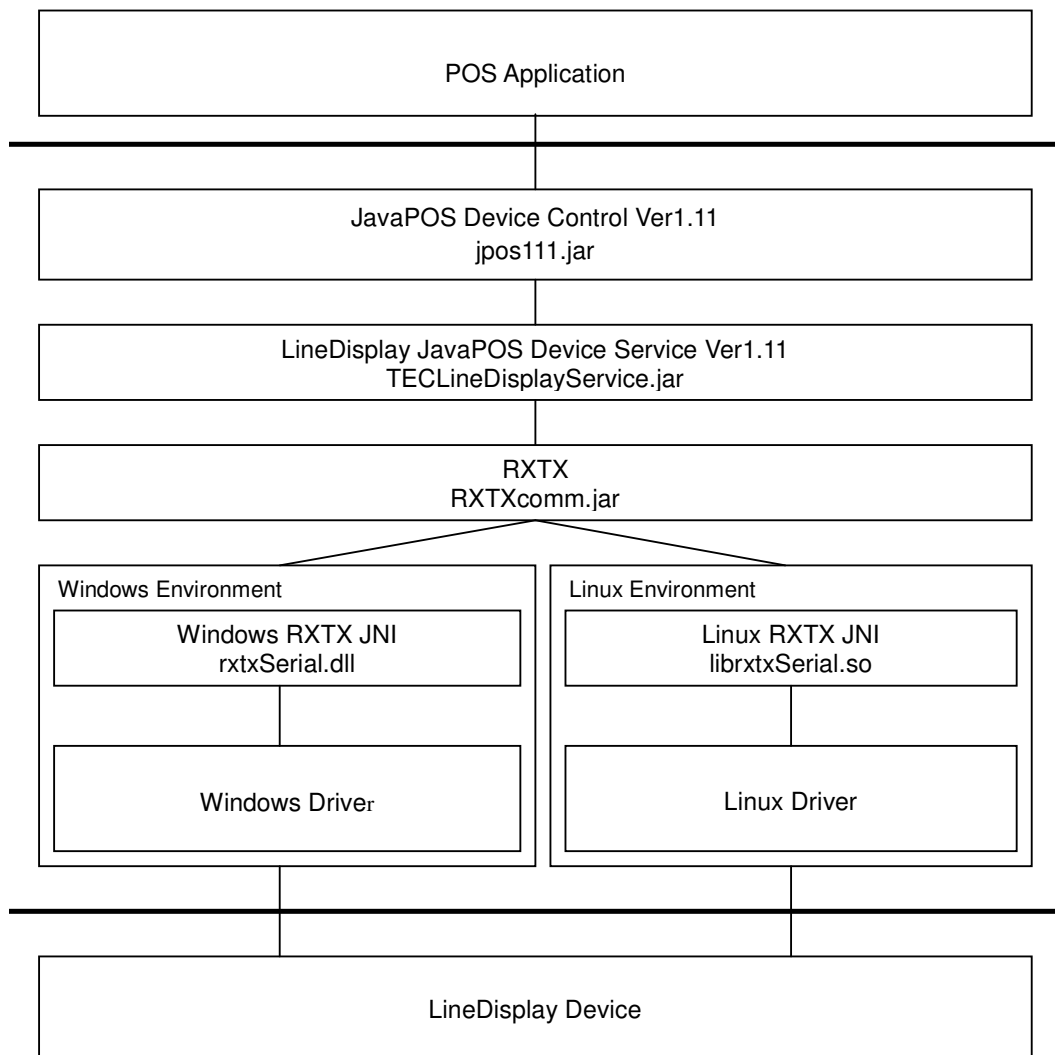 POS Application
JavaPOS Device Control Ver1.11
jpos111.jar
LineDisplay JavaPOS Device Service Ver1.11
TECLineDisplayService.jar
RXTX
RXTXcomm.jar
Windows Environment
Windows RXTX JNI
rxtxSerial.dll
Windows Driver
Linux Environment
Linux RXTX JNI
librxtxSerial.so
Linux Driver
LineDisplay Device